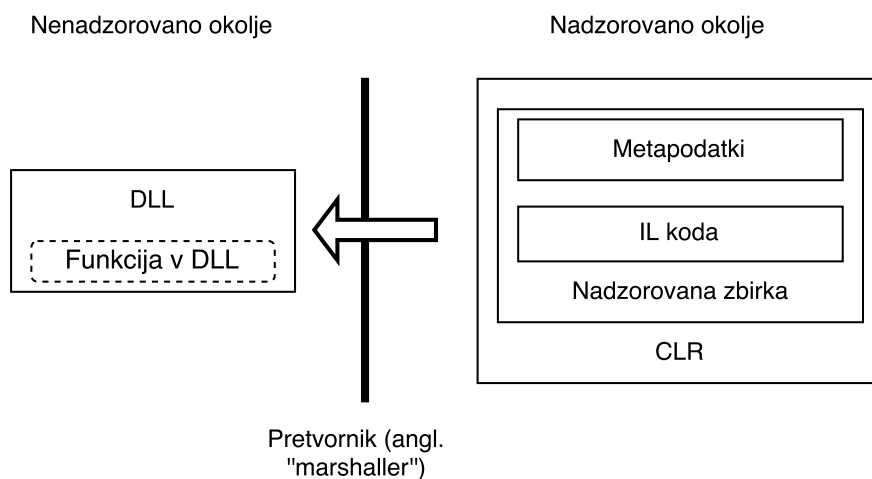 Nenadzorovano okolje
Nadzorovano okolje
DLL
Funkcija v DLL
Metapodatki
IL koda
Nadzorovana zbirka
CLR
Pretvornik (angl.
"marshaller")